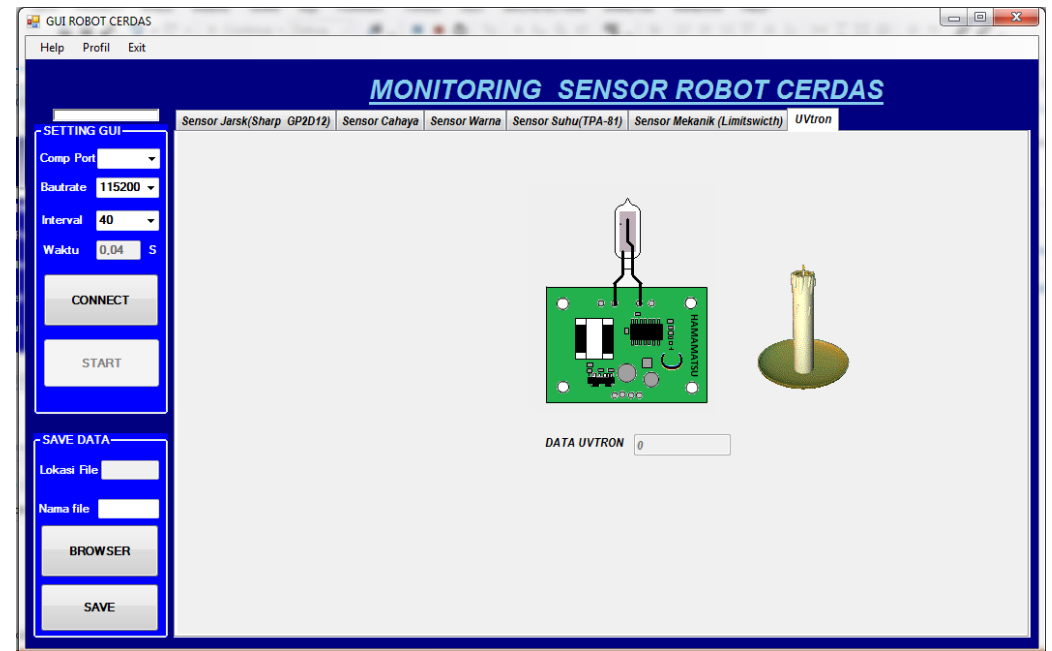 GUI ROBOT CERDAS
Help Profil Exit
MONITORING SENSOR ROBOT CERDAS
Sensor Jarsk(Sharp GP2D12) Sensor Cahaya Sensor Warna Sensor Suhu(TPA-81) Sensor Mekanik (Limitswicth) UVtron
SETTING GUI
Comp Port
Bautrate 115200
Interval 40
Waktu 0,04 S
CONNECT
START
HAMAMATSU
DATA UVTRON 0
SAVE DATA
Lokasi File
Nama file
BROWSER
SAVE